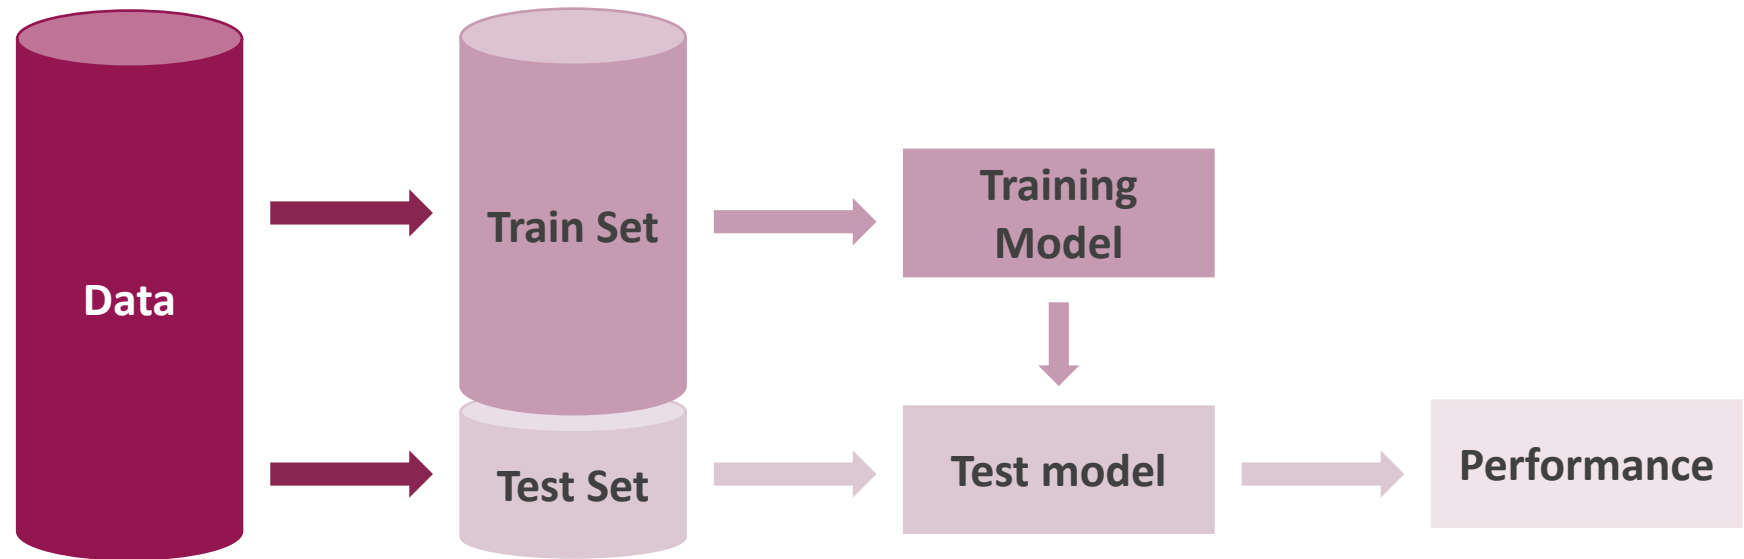 Data
Train Set
Test Set
Training
Model
Test model
Performance